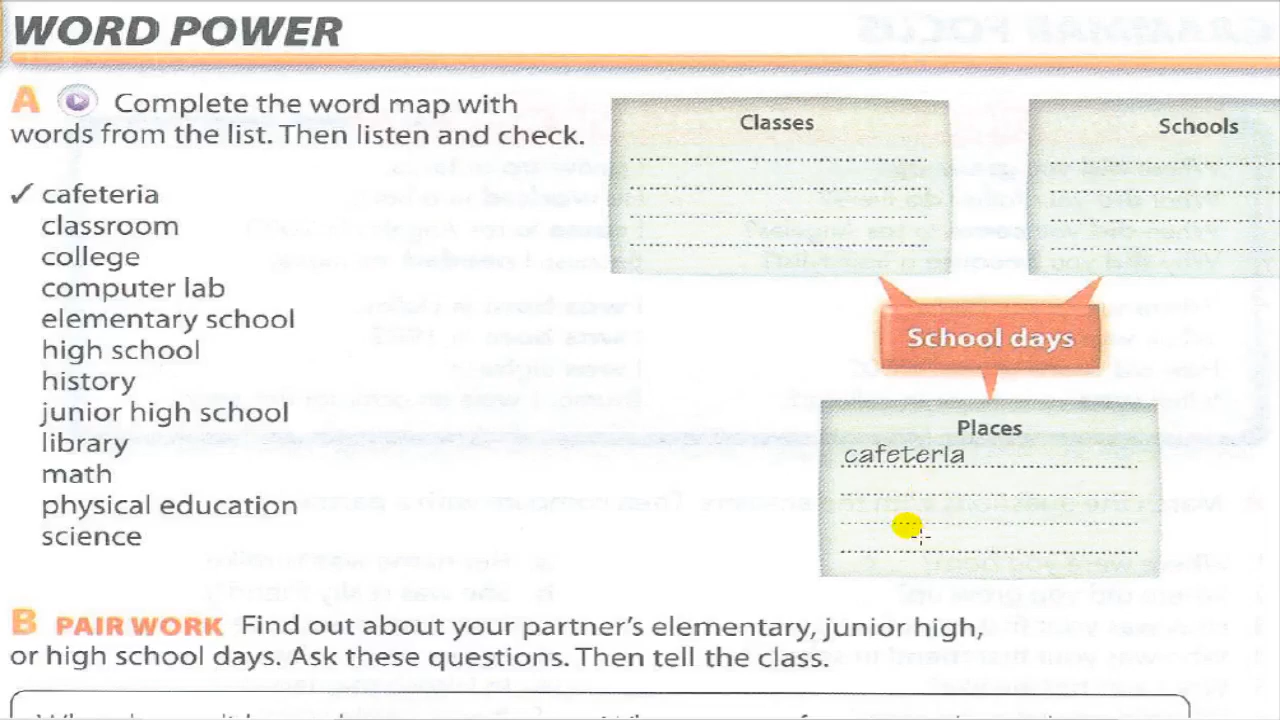 WORD POWER
A Complete the word map with
words from the list. Then listen and check.
✓ cafeteria
classroom
college
computer lab
elementary school
high school
history
junior high school
library
math
physical education
science
Classes
Schools
School days
Places
cafeteria
B PAIR WORK Find out about your partner's elementary, junior high,
or high school days. Ask these questions. Then tell the class.